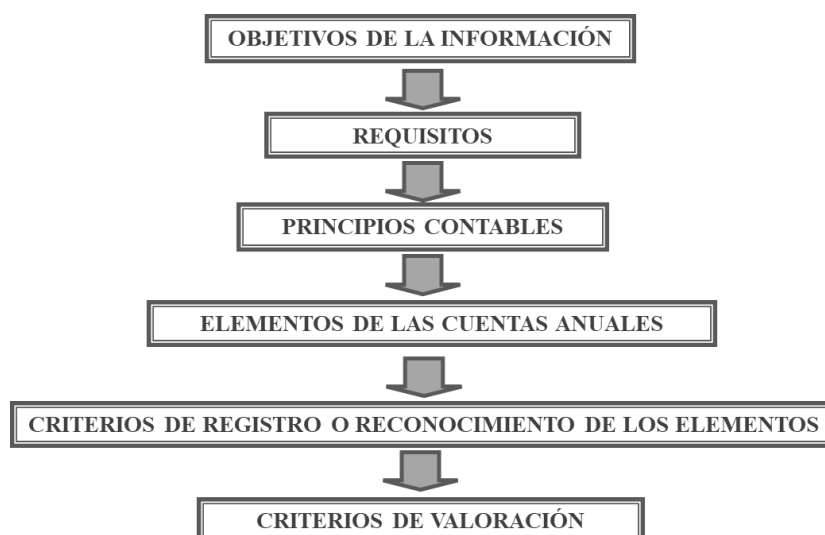 OBJETIVOS DE LA INFORMACIÓN
REQUISITOS
PRINCIPIOS CONTABLES
ELEMENTOS DE LAS CUENTAS ANUALES
CRITERIOS DE REGISTRO O RECONOCIMIENTO DE LOS ELEMENTOS
CRITERIOS DE VALORACIÓN